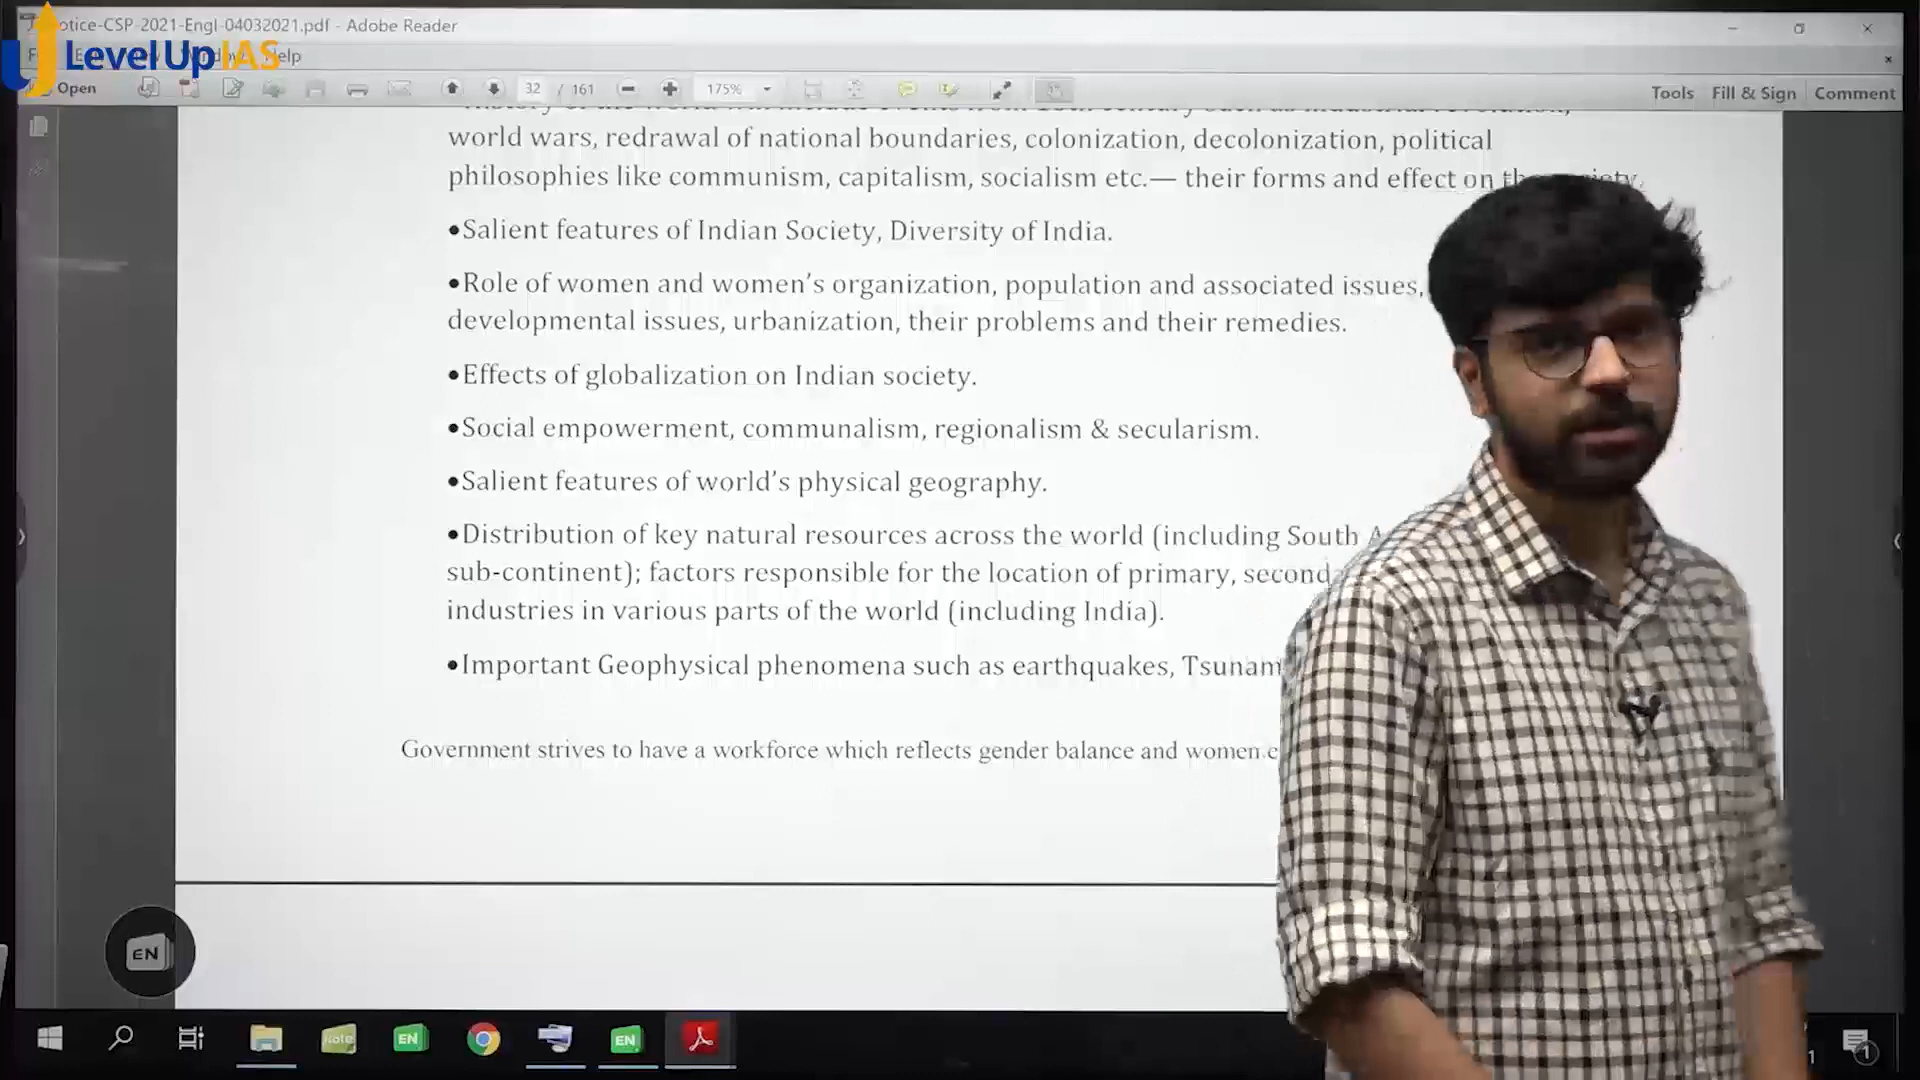 otice-CSP-2021-Engl-04032021.pdf - Adobe Reader
Level Up IAS
Help
Open
32 / 161
175%
Tools Fill & Sign Comment
world wars, redrawal of national boundaries, colonization, decolonization, political
philosophies like communism, capitalism, socialism etc.— their forms and effect on
•Salient features of Indian Society, Diversity of India.
•Role of women and women's organization, population and associated issues,
developmental issues, urbanization, their problems and their remedies.
•Effects of globalization on Indian society.
•Social empowerment, communalism, regionalism & secularism.
•Salient features of world's physical geography.
•Distribution of key natural resources across the world (including South
sub-continent); factors responsible for the location of primary,
industries in various parts of the world (including India).
•Important Geophysical phenomena such as earthquakes,
Government strives to have a workforce which reflects gender balance and women
EN
note
EN
EN
1
1